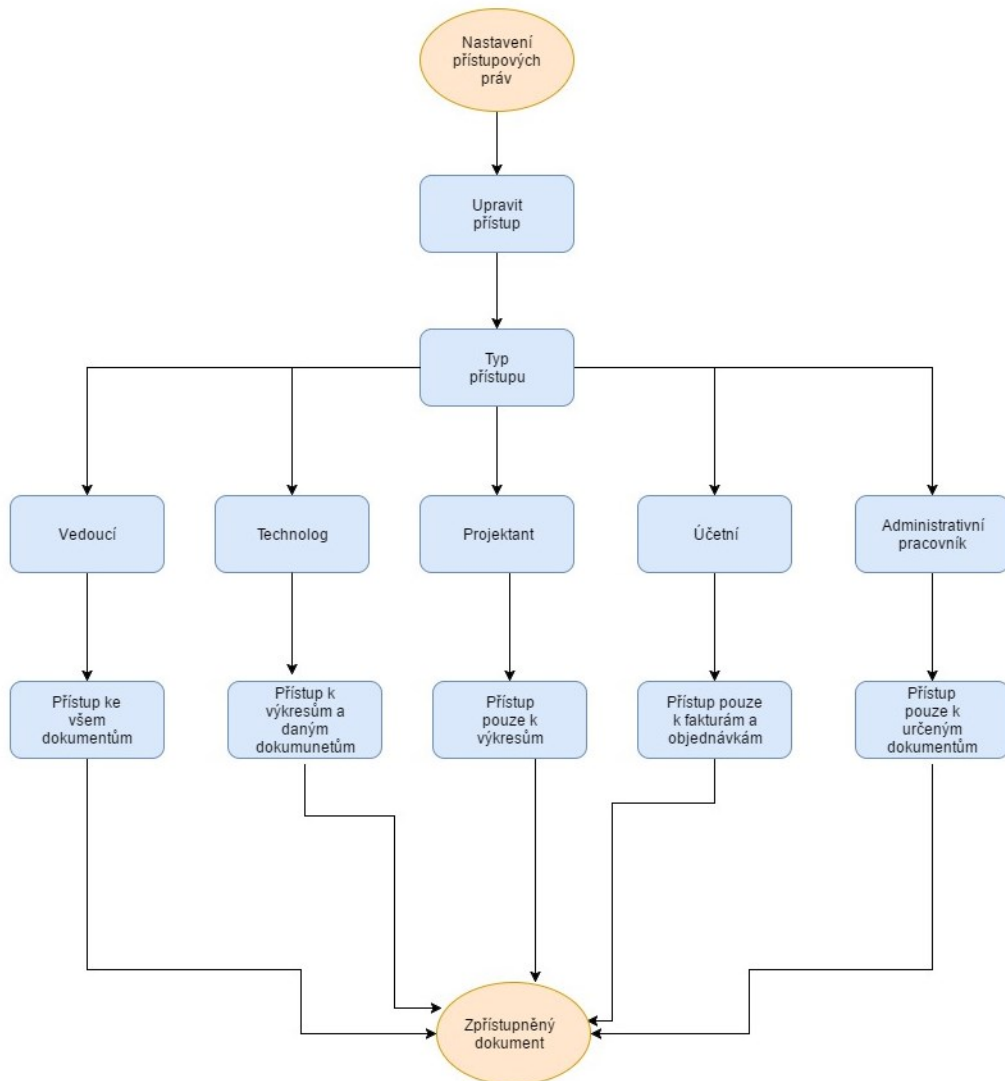 Nastavení
přístupových
práv
Upravit
přístup
Typ
přístupu
Vedoucí
Technolog
Projektant
Účetní
Administrativní
pracovník
Přístup ke
všem
dokumentům
Přístup k
výkresům a
daným
dokumunetům
Přístup
pouze k
výkresům
Přístup pouze
k fakturám a
objednávkám
Přístup
pouze k
určeným
dokumentům
Zpřístupněný
dokument